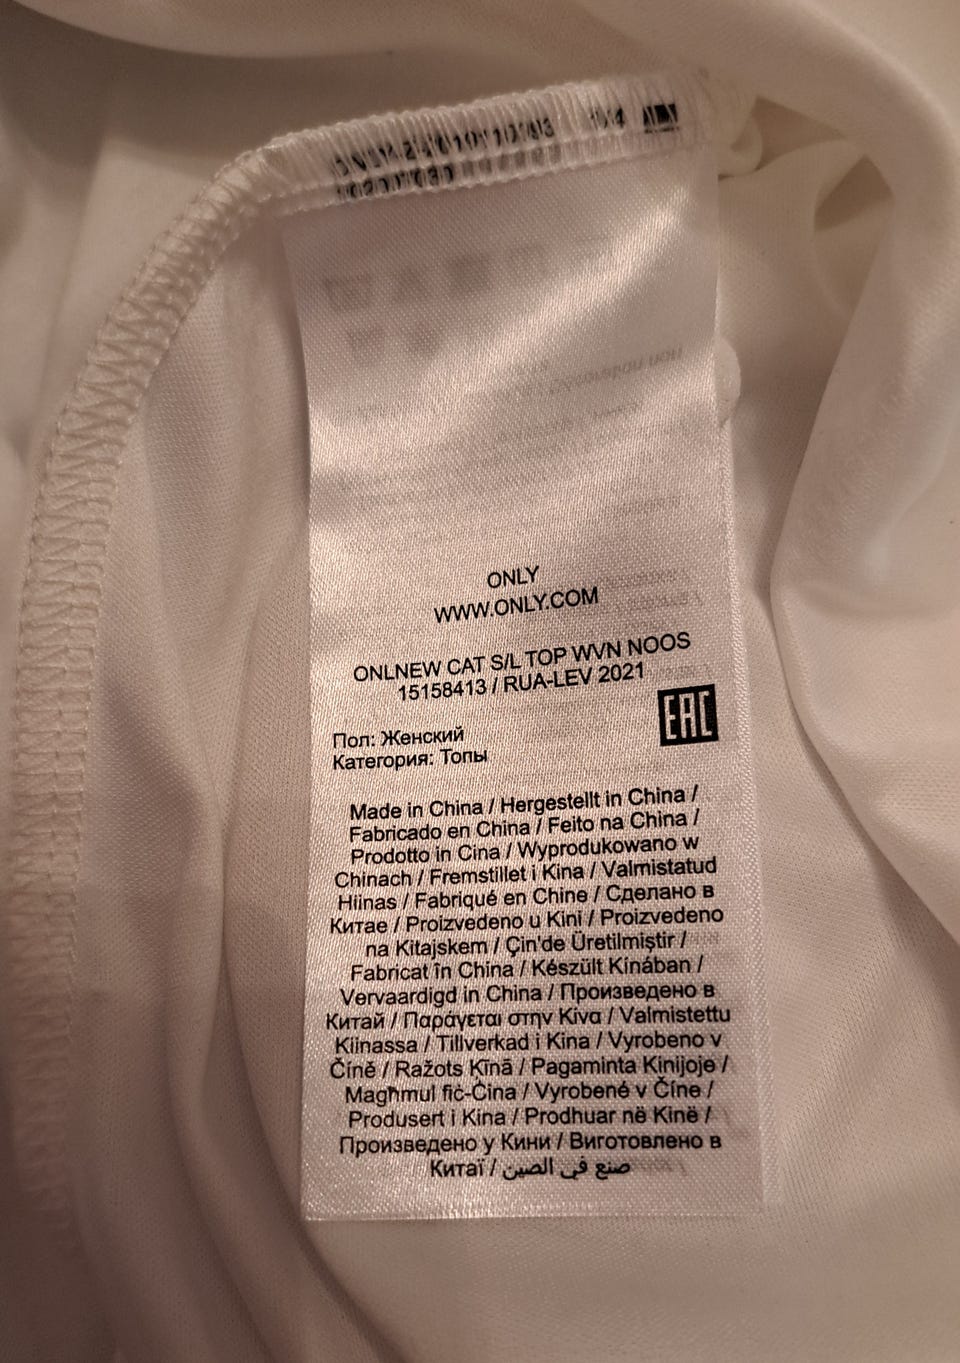 ONLY
WWW.ONLY.COM
ONLNEW CAT S/L TOP WVN NOOS
15158413 / RUA-LEV 2021
EAC
Пол: Женский
Категория: Топы
Made in China / Hergestellt in China /
Fabricado en China / Feito na China /
Prodotto in Cina / Wyprodukowano w
Chinach / Fremstillet i Kina / Valmistatud
Hiinas / Fabriqué en Chine / Сделано в
Китае / Proizvedeno u Kini / Proizvedeno
na Kitajskem / Çin'de Üretilmiştir /
Fabricat în China / Készült Kínában /
Vervaardigd in China / Произведено в
Китай / Παράγεται στην Κίνα / Valmistettu
Kiinassa / Tillverkad i Kina / Vyrobeno v
Číně / Ražots Ķīnā / Pagaminta Kinijoje /
Magħmul fiċ-Ċina / Vyrobené v Číne /
Produsert i Kina / Prodhuar në Kinë /
Произведено у Кини / Виготовлено в
Китаї / صنع في الصين